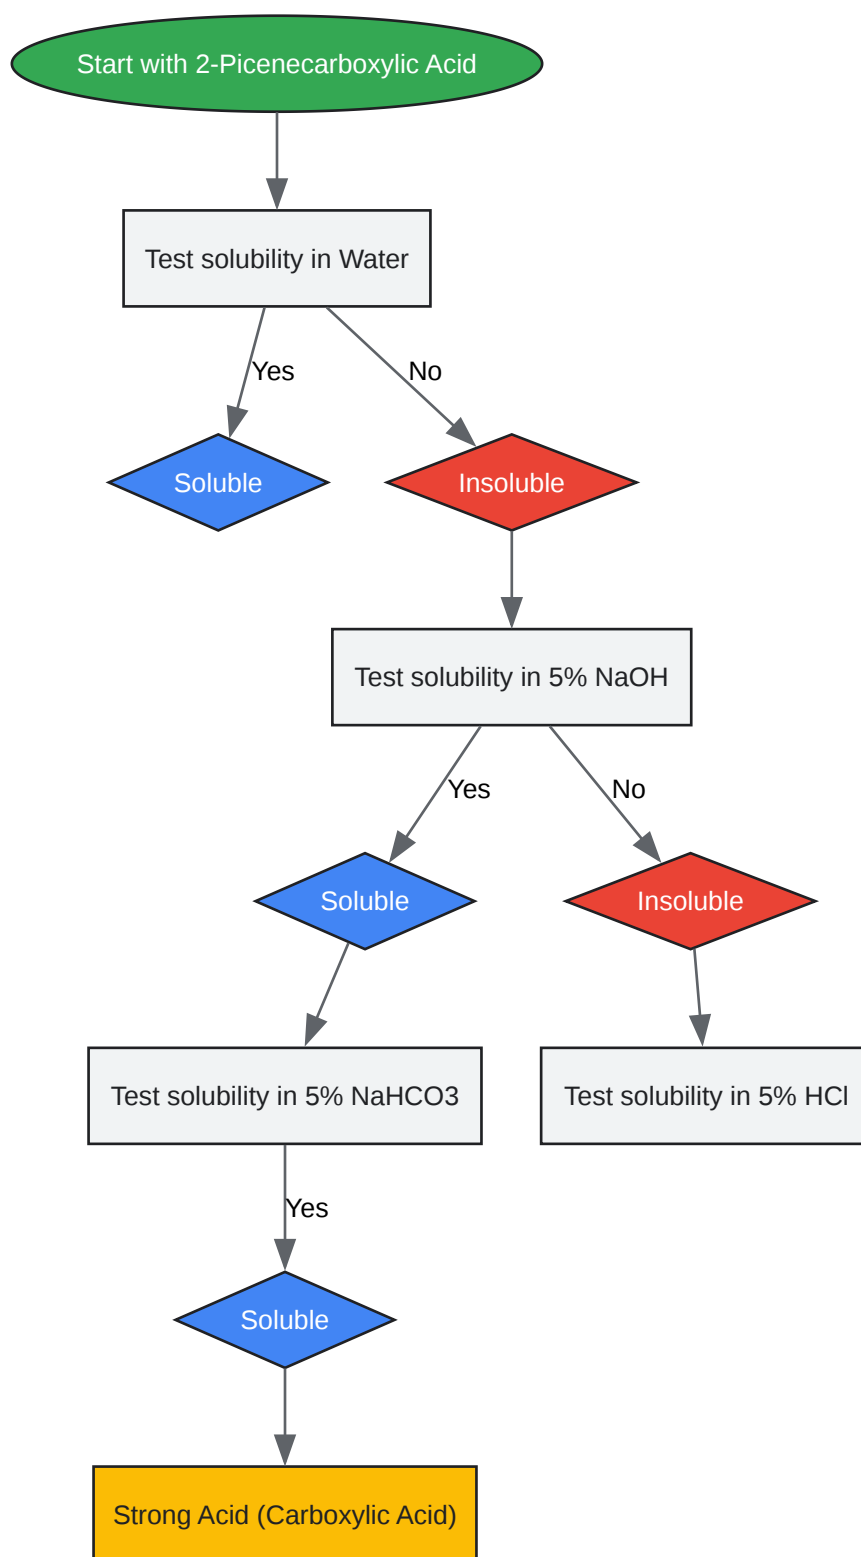 Start with 2-Picenecarboxylic Acid
Test solubility in Water
Yes
No
Soluble
Insoluble
Test solubility in 5% NaOH
Yes
No
Soluble
Insoluble
Test solubility in 5% NaHCO3
Test solubility in 5% HCl
Yes
Soluble
Strong Acid (Carboxylic Acid)